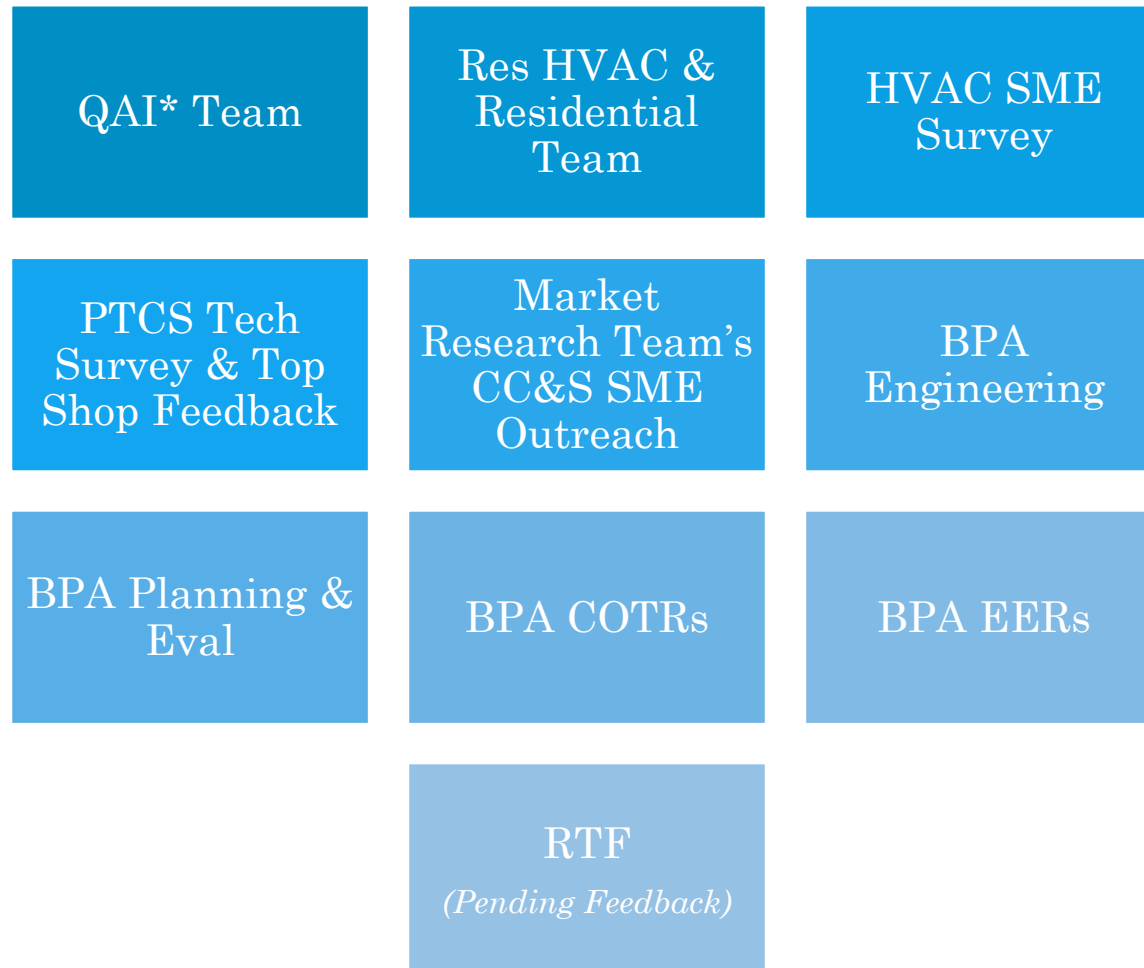 QAI* Team
Res HVAC &
Residential
Team
HVAC SME
Survey
PTCS Tech
Survey & Top
Shop Feedback
Market
Research Team’s
CC&S SME
Outreach
BPA
Engineering
BPA Planning &
Eval
BPA COTRs
BPA EERs
RTF
(Pending Feedback)